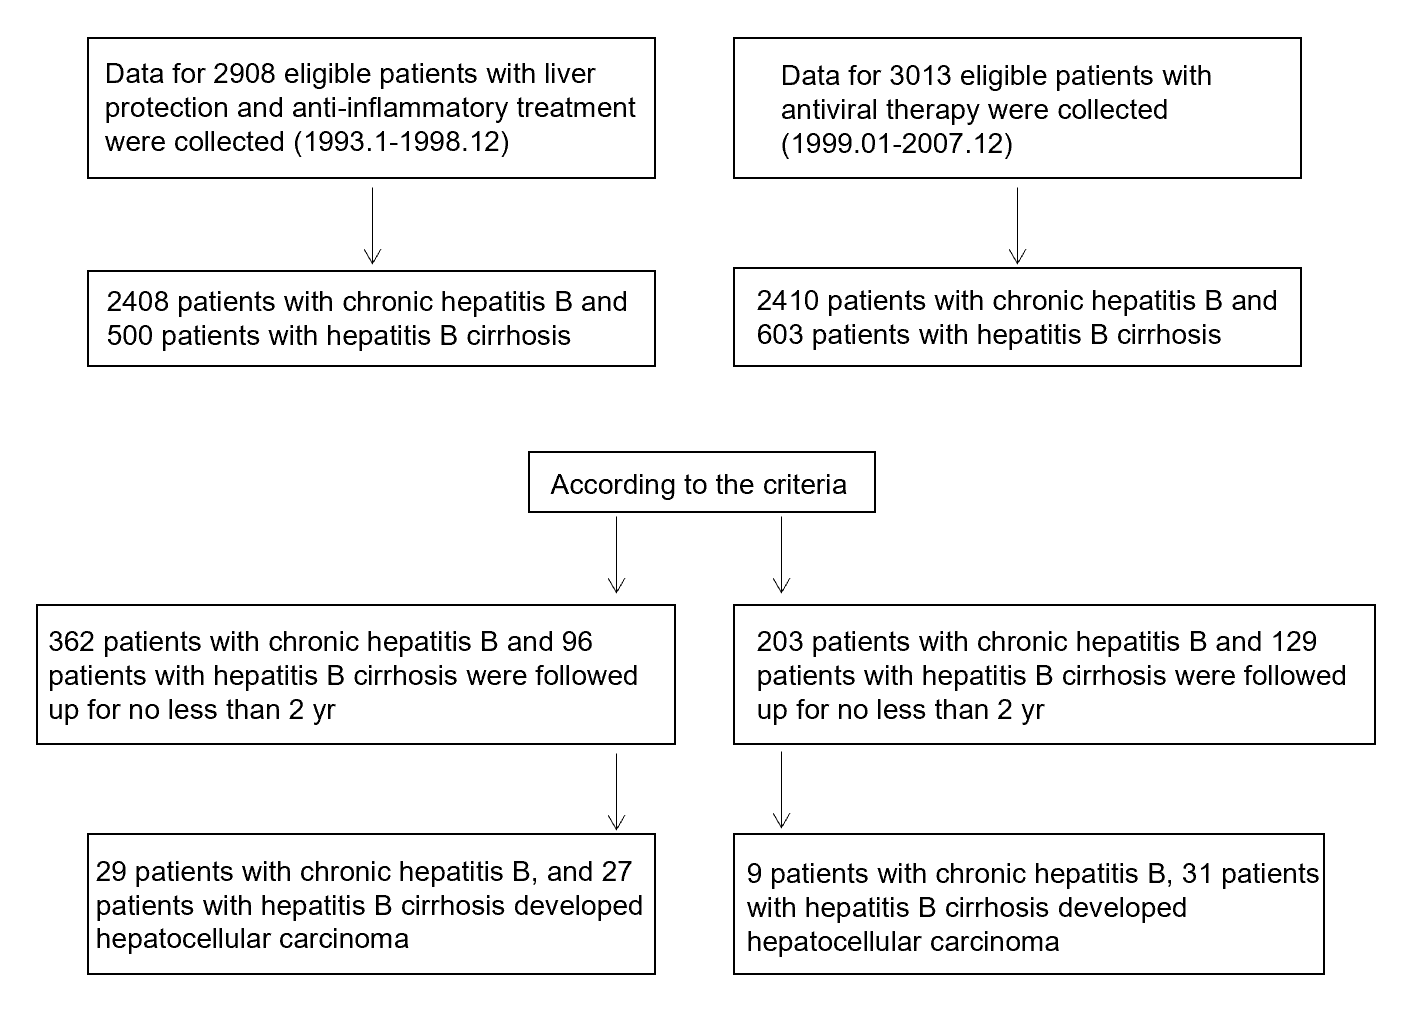 Data for 2908 eligible patients with liver
protection and anti-inflammatory treatment
were collected (1993.1-1998.12)
Data for 3013 eligible patients with
antiviral therapy were collected
(1999.01-2007.12)
2408 patients with chronic hepatitis B and
500 patients with hepatitis B cirrhosis
2410 patients with chronic hepatitis B and
603 patients with hepatitis B cirrhosis
According to the criteria
362 patients with chronic hepatitis B and 96
patients with hepatitis B cirrhosis were followed
up for no less than 2 yr
203 patients with chronic hepatitis B and 129
patients with hepatitis B cirrhosis were followed
up for no less than 2 yr
29 patients with chronic hepatitis B, and 27
patients with hepatitis B cirrhosis developed
hepatocellular carcinoma
9 patients with chronic hepatitis B, 31 patients
with hepatitis B cirrhosis developed
hepatocellular carcinoma